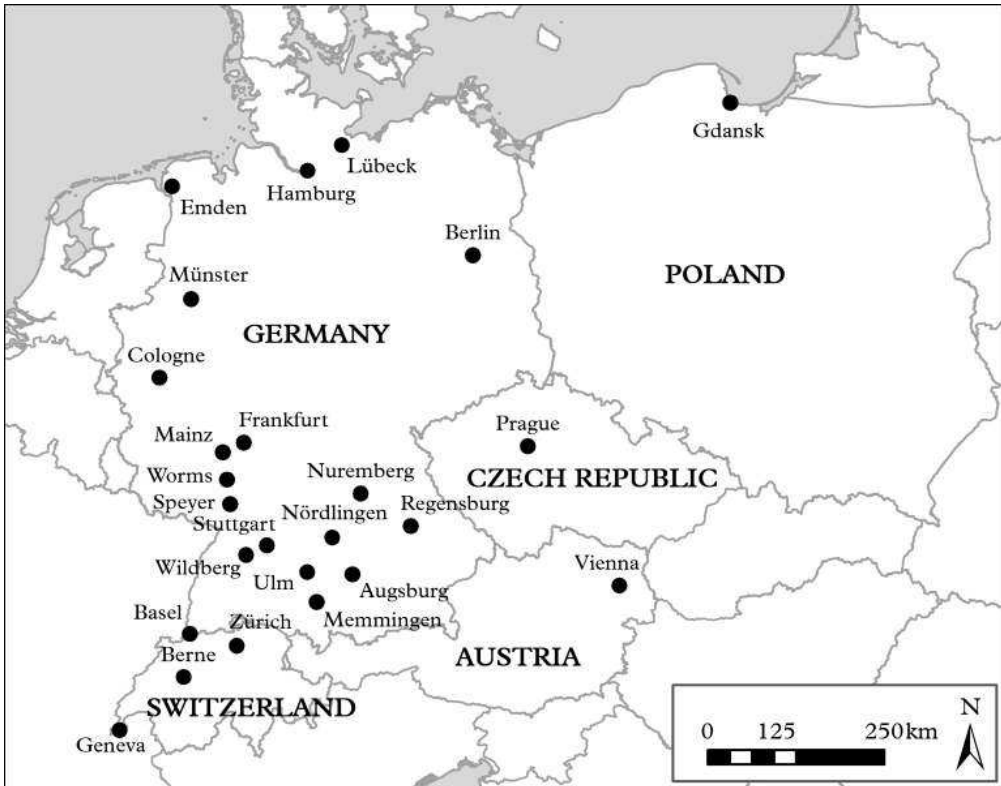 Gdansk
Lübeck
Hamburg
Emden
Berlin
POLAND
Münster
GERMANY
Cologne
Frankfurt
Prague
Mainz
Nuremberg
CZECH REPUBLIC
Worms
Regensburg
Speyer
Nördlingen
Stuttgart
Wildberg
Ulm
Augsburg
Vienna
Basel
Zürich
Memmingen
Berne
AUSTRIA
SWITZERLAND
Geneva
N
0 125 250 km